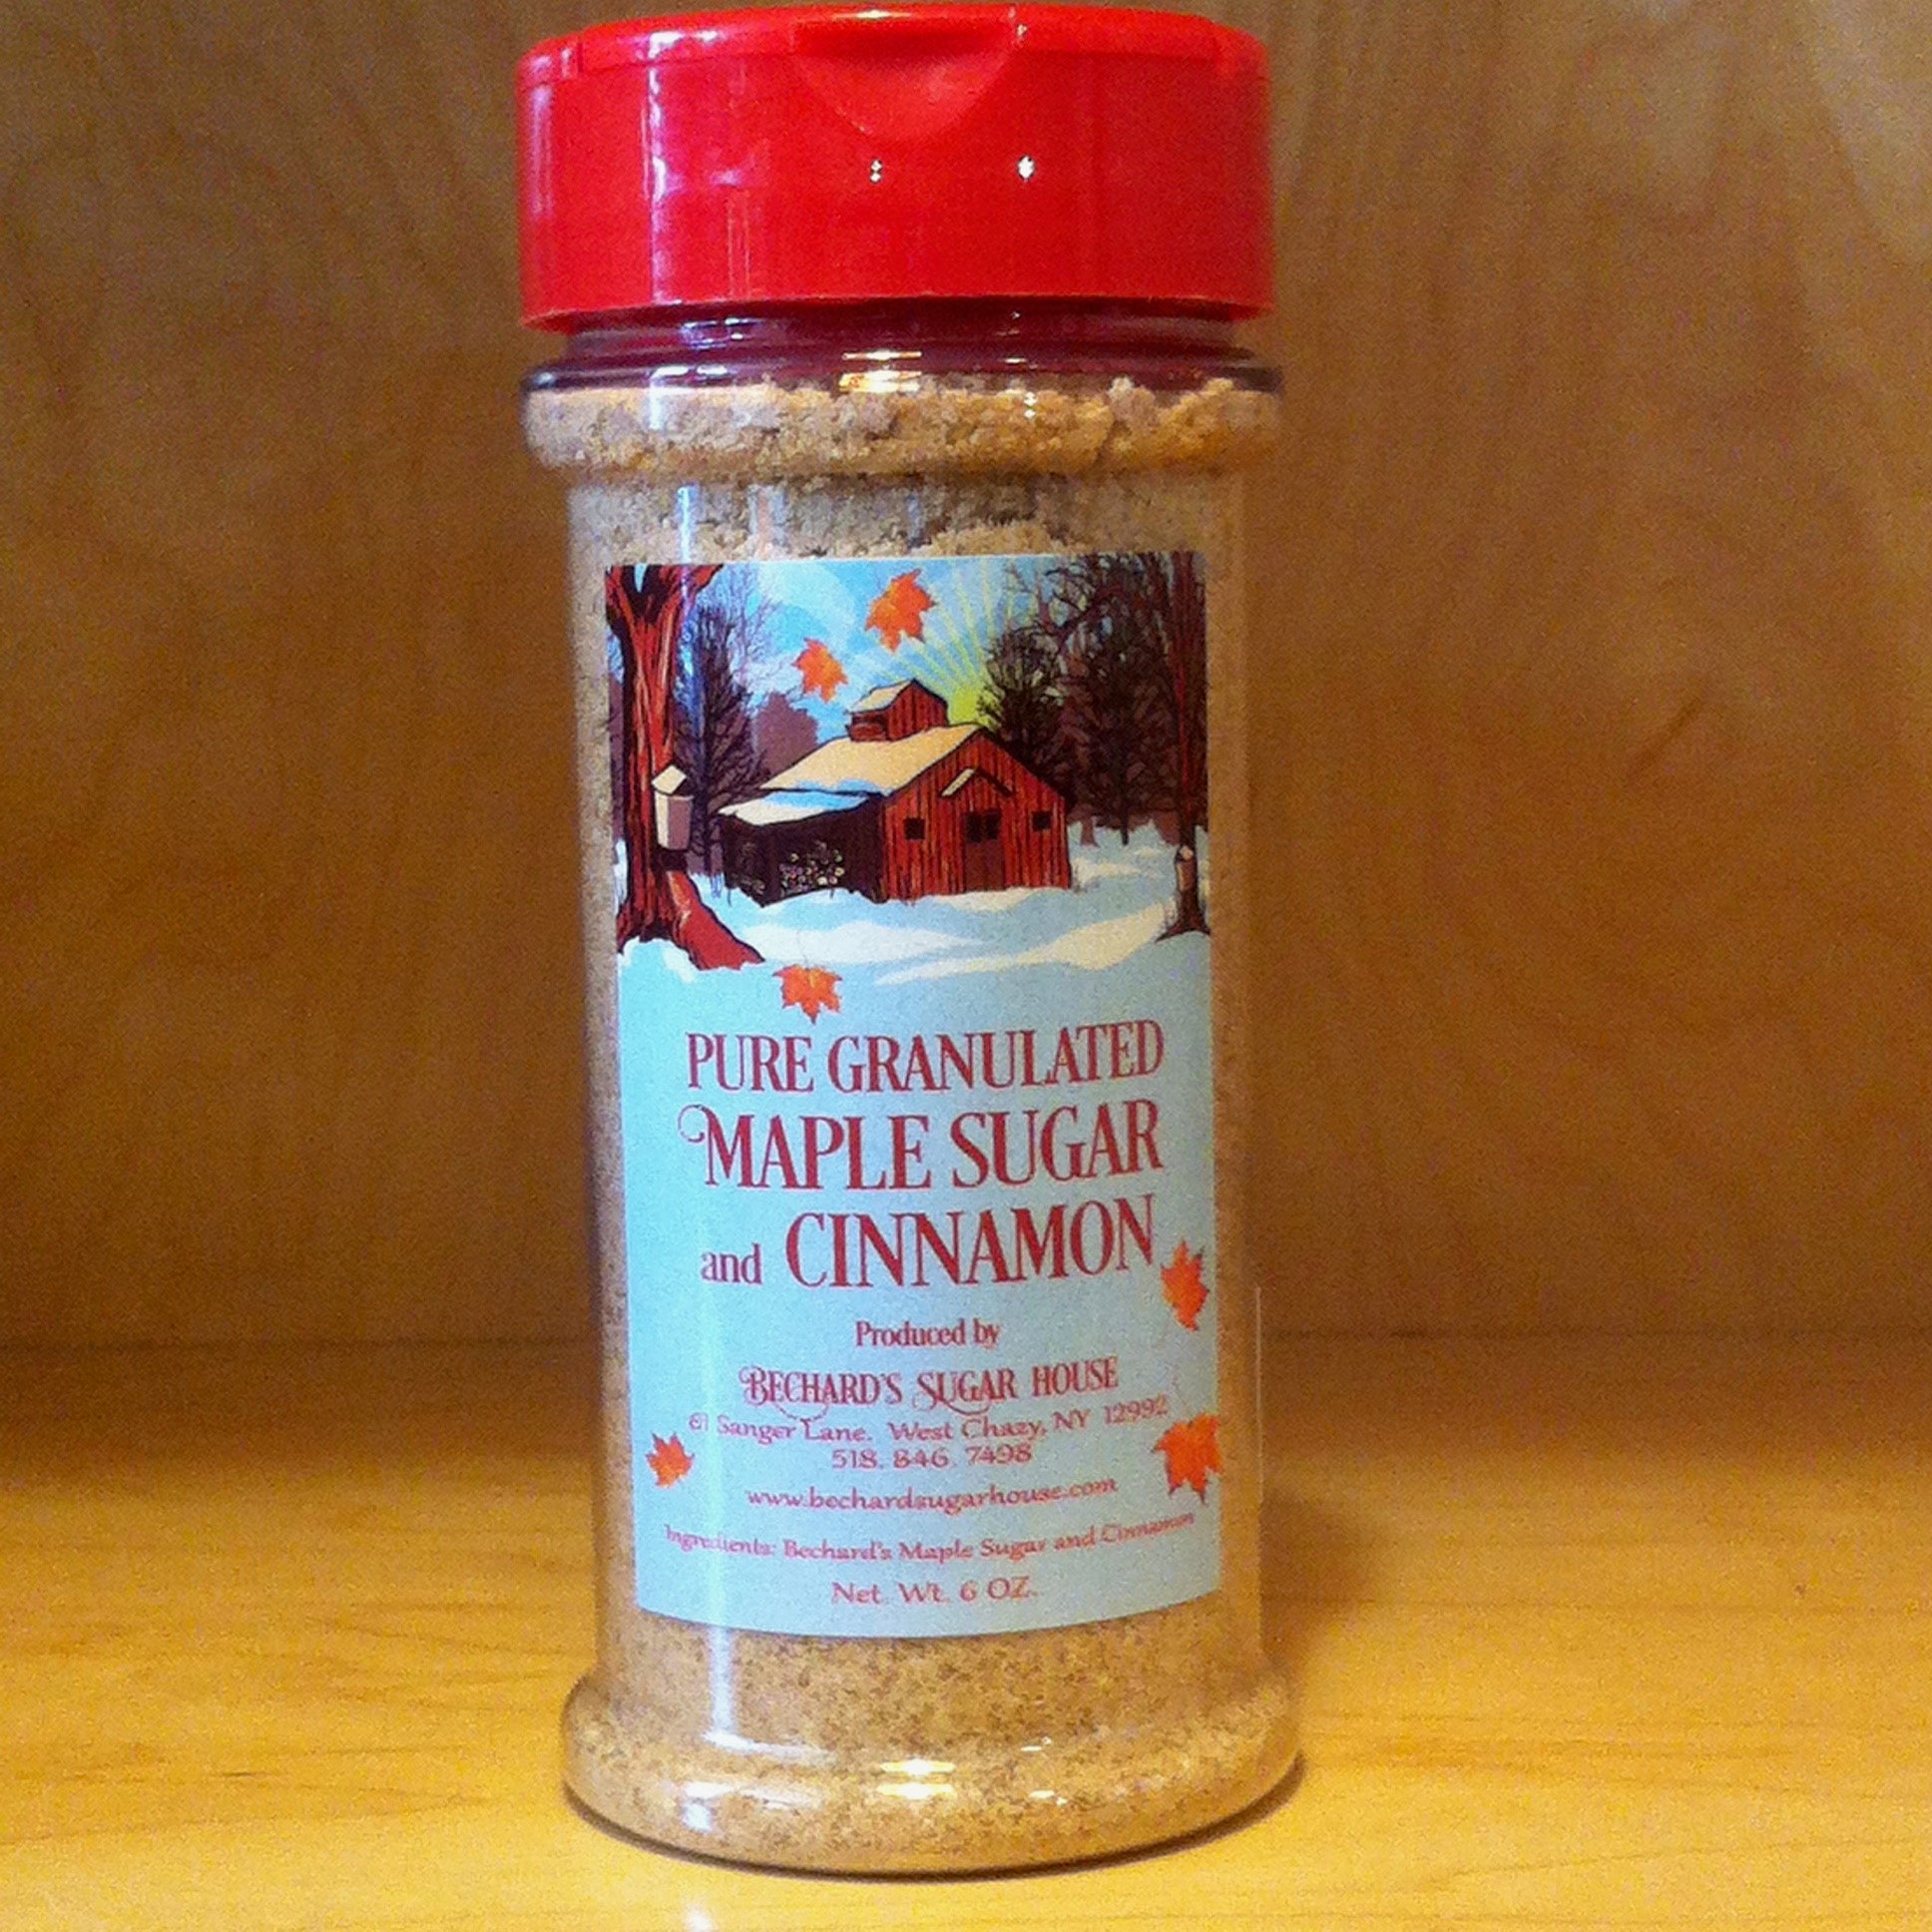 PURE GRANULATED
MAPLE SUGAR
and CINNAMON
Produced by
BECHARD'S SUGAR HOUSE
61 Sanger Lane. West Chazy, NY 12992
518. 846. 7498
www.bechardsugarhouse.com
Ingredients: Bechard's Maple Sugar and Cinnamon
Net. Wt. 6 OZ.